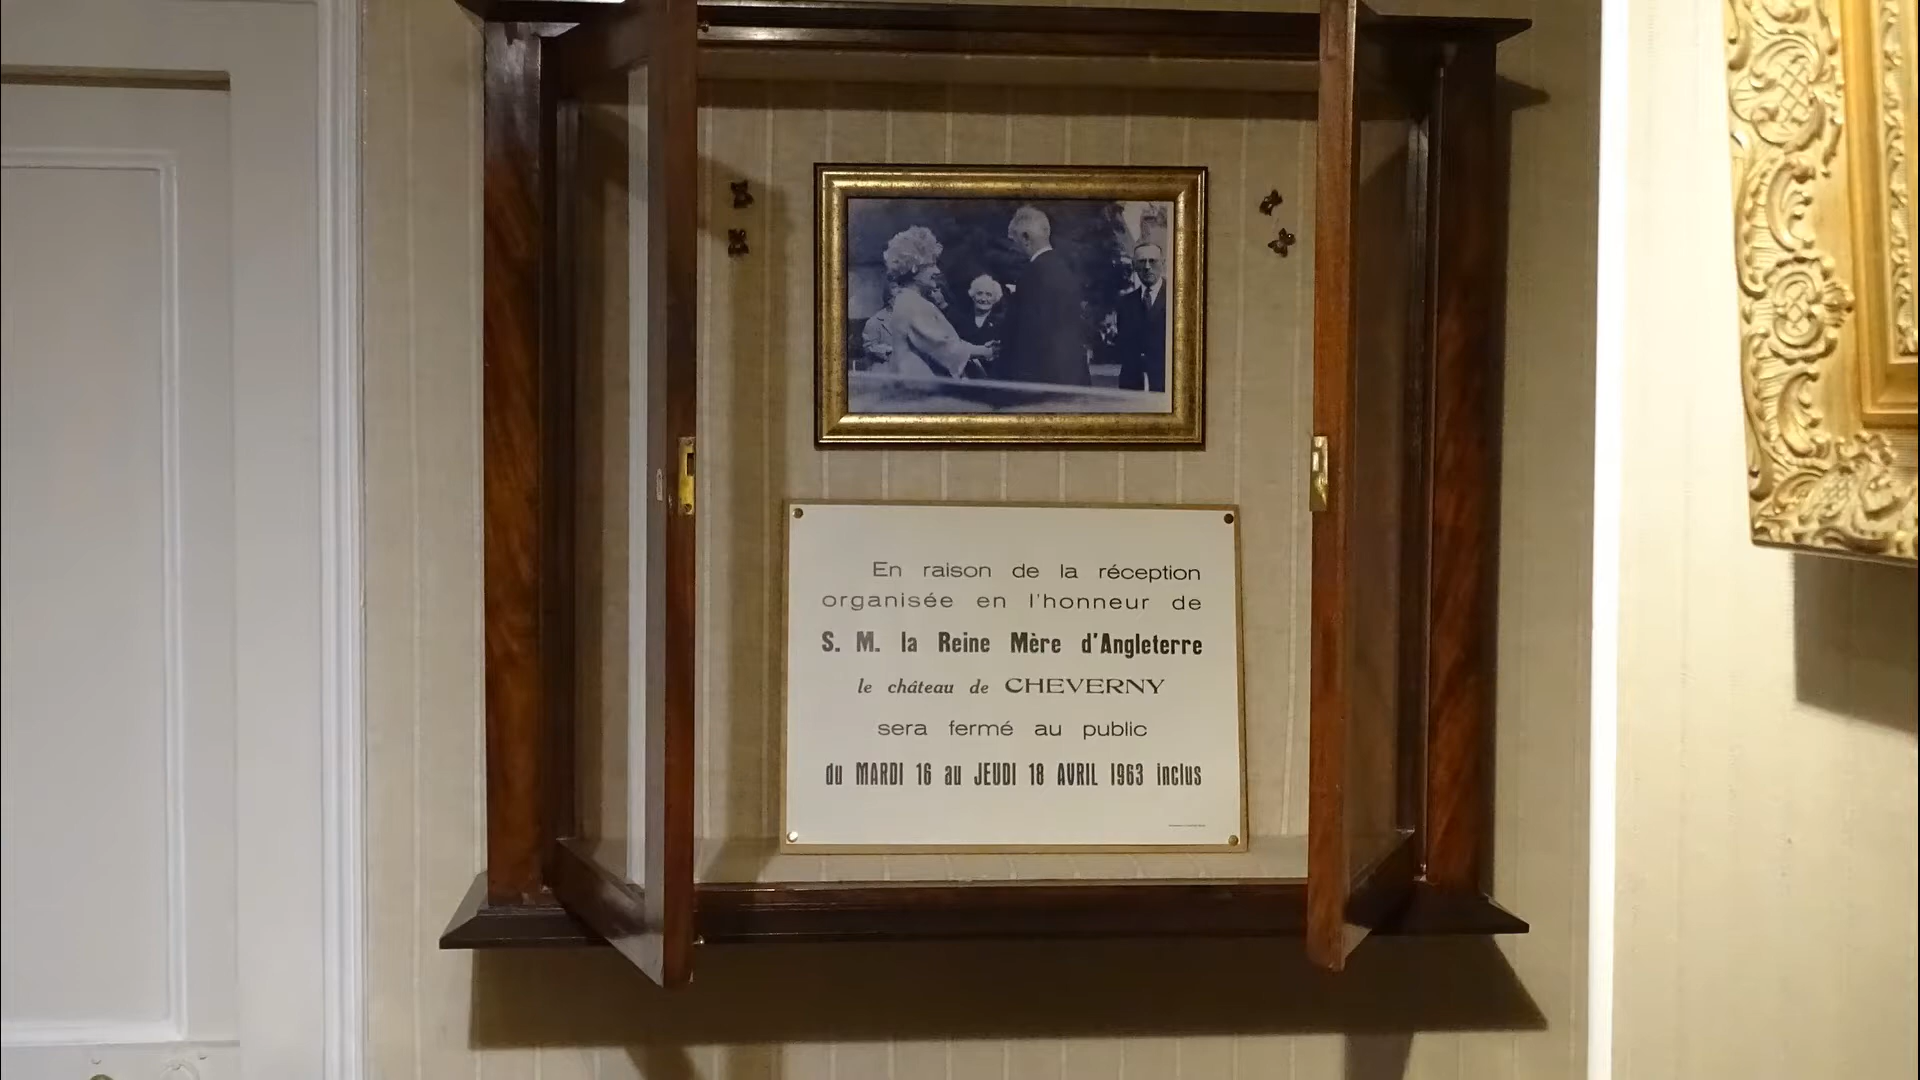 En raison de la réception
organisée en l'honneur de
S. M. la Reine Mère d'Angleterre
le château de CHEVERNY
sera fermé au public
du MARDI 16 au JEUDI 18 AVRIL 1963 inclus